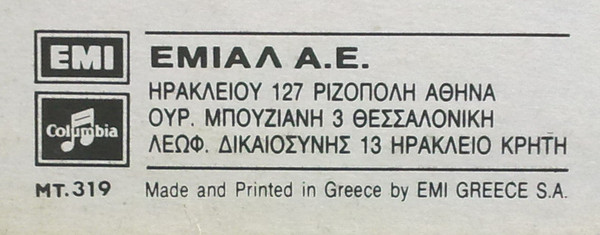 EMI
ΕΜΙΑΛ Α.Ε.
ΗΡΑΚΛΕΙΟΥ 127 ΡΙΖΟΠΟΛΗ ΑΘΗΝΑ
Columbia
ΟΥΡ. ΜΠΟΥΖΙΑΝΗ 3 ΘΕΣΣΑΛΟΝΙΚΗ
ΛΕΩΦ. ΔΙΚΑΙΟΣΥΝΗΣ 13 ΗΡΑΚΛΕΙΟ ΚΡΗΤΗ
ΜΤ.319
Made and Printed in Greece by EMI GREECE S.A.